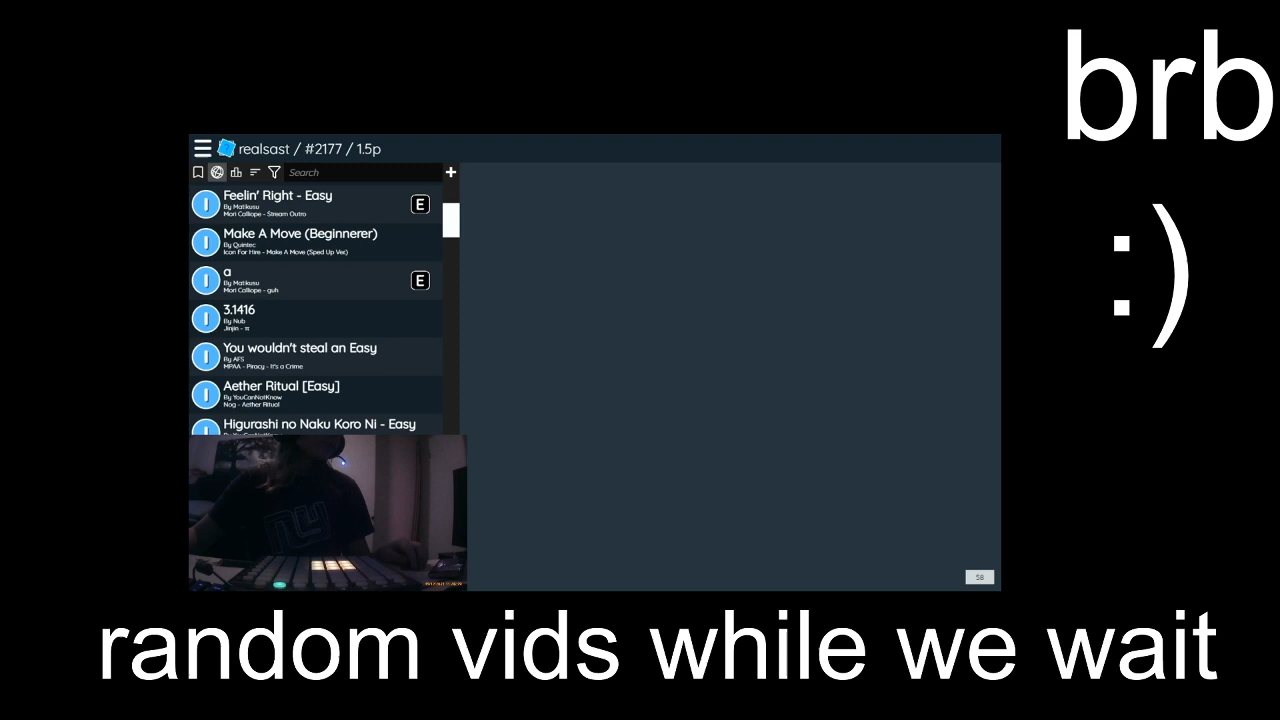 brb
:)
realsast / #2177 / 1.5p
Search
Feelin' Right - Easy
By Matikusu
Mori Calliope - Stream Outro
E
Make A Move (Beginnerer)
By Quintec
Icon For Hire - Make A Move (Sped Up Ver.)
a
By Matikusu
Mori Calliope - guh
E
3.1416
By Nub
Jinjin - π
You wouldn't steal an Easy
By AFS
MPAA - Piracy - It's a Crime
Aether Ritual [Easy]
By YouCanNotKnow
Nog - Aether Ritual
Higurashi no Naku Koro Ni - Easy
NY
58
random vids while we wait